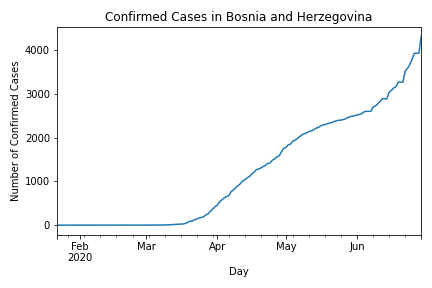 Confirmed Cases in Bosnia and Herzegovina
Number of Confirmed Cases
4000
3000
2000
1000
0
Feb
2020
Mar
Apr
May
Jun
Day